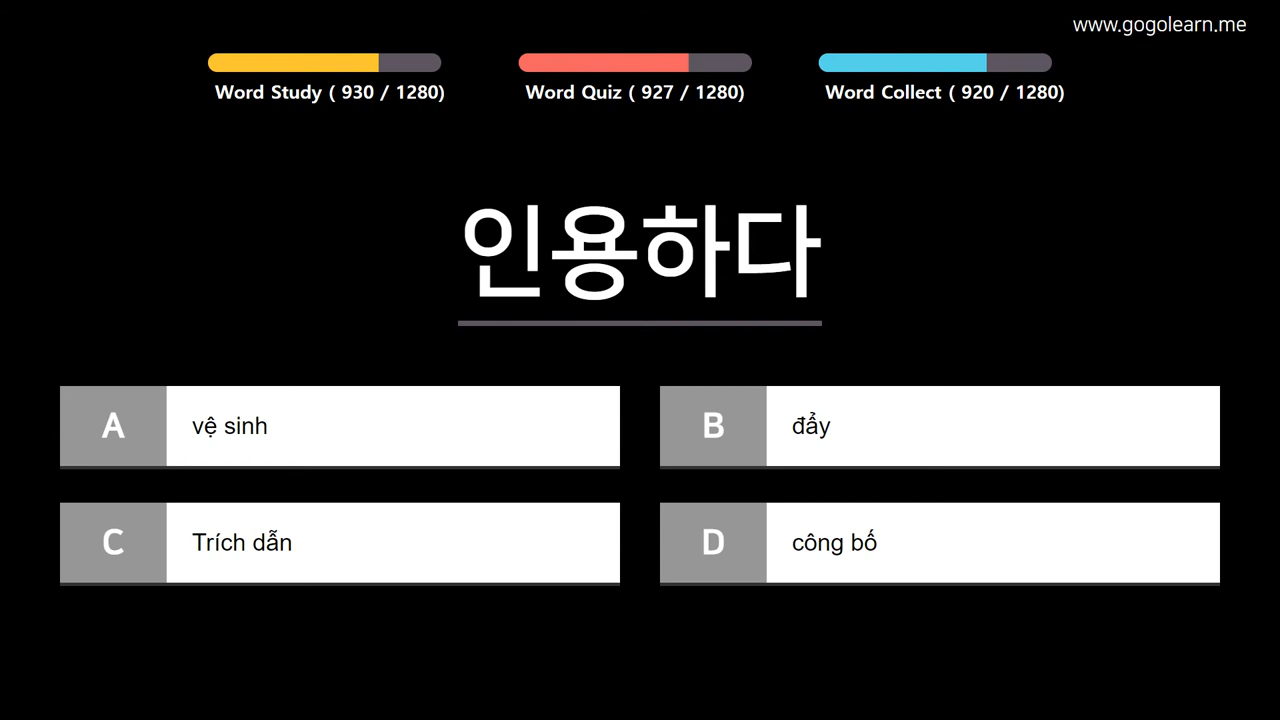 www.gogolearn.me
Word Study ( 930 / 1280)
Word Quiz ( 927 / 1280)
Word Collect ( 920 / 1280)
인용하다
A vệ sinh
B đẩy
C Trích dẫn
D công bố